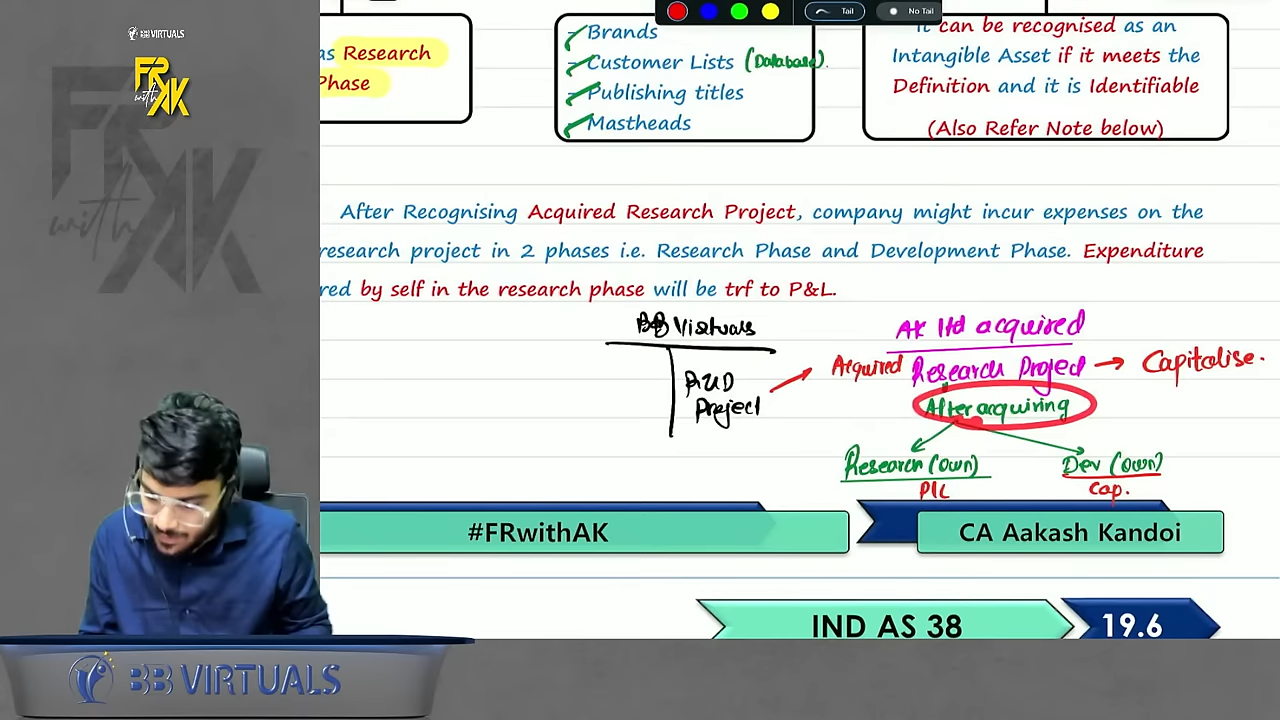 BB VIRTUALS
FR
with
AK
FR
with
AK
Tail
No Tail
as Research
Phase
Brands
Customer Lists (Database).
Publishing titles
Mastheads
It can be recognised as an
Intangible Asset if it meets the
Definition and it is Identifiable
(Also Refer Note below)
After Recognising Acquired Research Project, company might incur expenses on the
research project in 2 phases i.e. Research Phase and Development Phase. Expenditure
red by self in the research phase will be trf to P&L.
BB Virtuals
R&D
Project
AK ltd acquired
Acquired Research Project → Capitalise.
After acquiring
Research (own)
P/L
Dev (own)
Cap.
#FRwithAK
CA Aakash Kandoi
IND AS 38
19.6
BB VIRTUALS